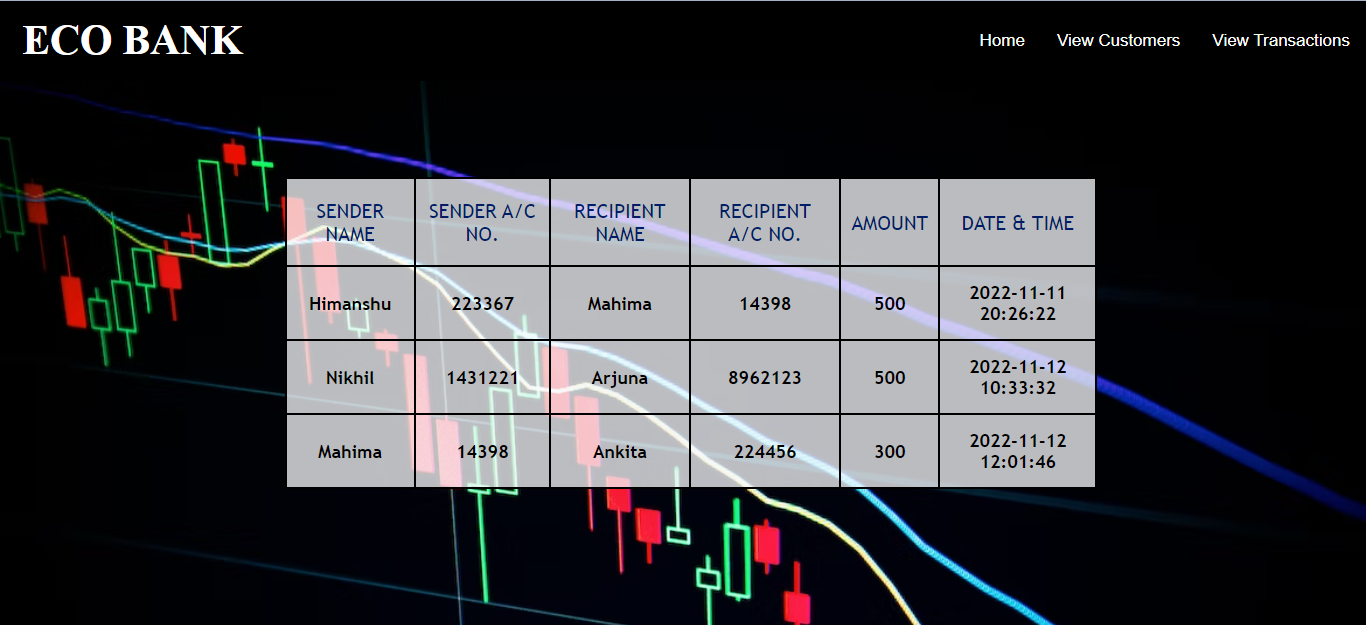 ECO BANK
Home View Customers View Transactions
SENDER NAME SENDER A/C NO. RECIPIENT NAME RECIPIENT A/C NO. AMOUNT DATE & TIME
Himanshu 223367 Mahima 14398 500 2022-11-11 20:26:22
Nikhil 1431221 Arjuna 8962123 500 2022-11-12 10:33:32
Mahima 14398 Ankita 224456 300 2022-11-12 12:01:46